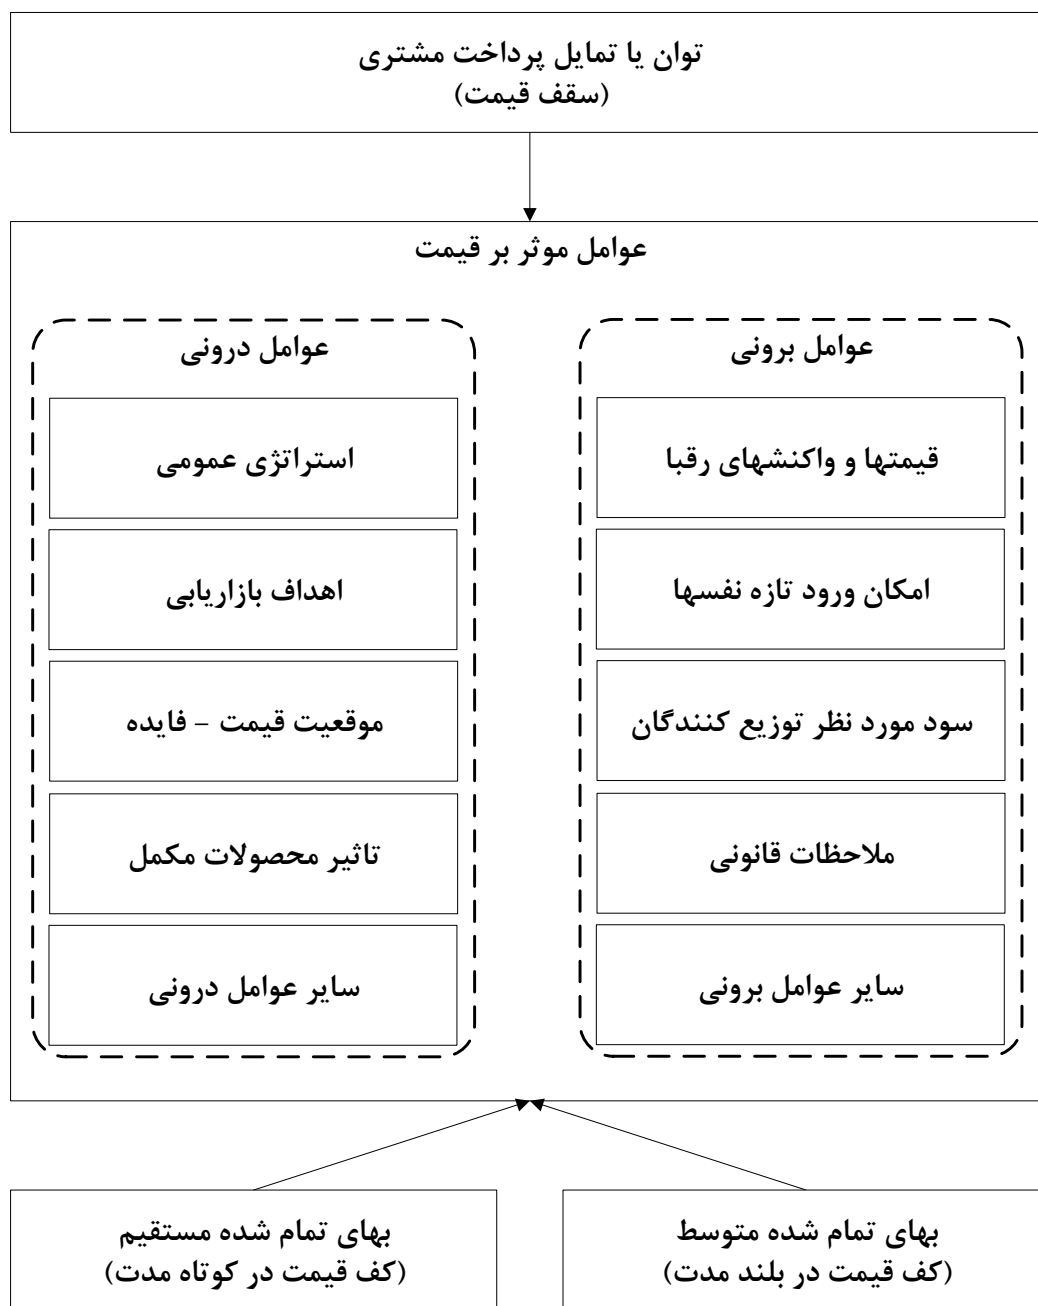 توان یا تمایل پرداخت مشتری
(سقف قیمت)
عوامل موثر بر قیمت
عوامل برونی
قیمتها و واکنشهای رقبا
امکان ورود تازه نفسها
سود مورد نظر توزیع کنندگان
ملاحظات قانونی
سایر عوامل برونی
عوامل درونی
استراتژی عمومی
اهداف بازاریابی
موقعیت قیمت – فایده
تاثیر محصولات مکمل
سایر عوامل درونی
بهای تمام شده متوسط
(کف قیمت در بلند مدت)
بهای تمام شده مستقیم
(کف قیمت در کوتاه مدت)